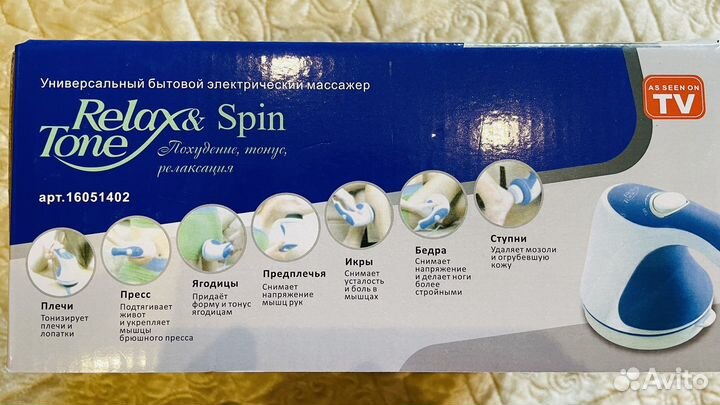 Универсальный бытовой электрический массажер
Relax & Spin
Tone
Похудение, тонус,
релаксация
арт.16051402
AS SEEN ON
TV
Плечи
Тонизирует
плечи и
лопатки
Пресс
Подтягивает
живот
и укрепляет
мышцы
брюшного пресса
Ягодицы
Придаёт
форму и тонус
ягодицам
Предплечья
Снимает
напряжение
мышц рук
Икры
Снимает
усталость
и боль в
мышцах
Бедра
Снимает
напряжение
и делает ноги
более
стройными
Ступни
Удаляет мозоли
и огрубевшую
кожу
Avito